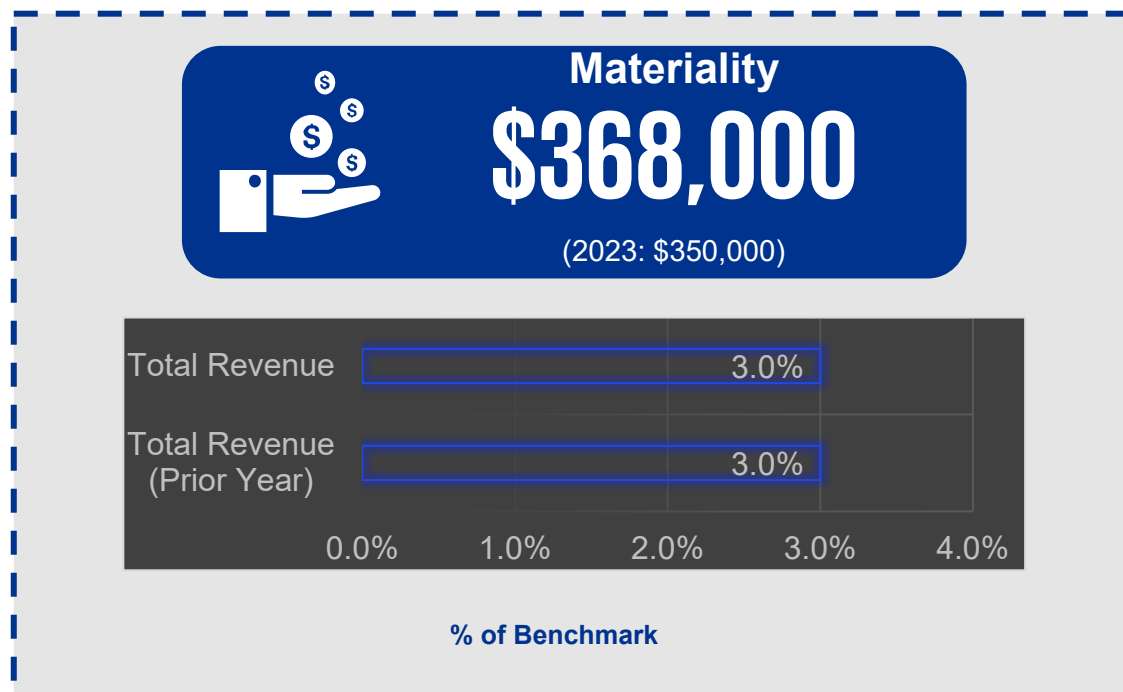 Materiality
$
$
$
$
$368,000
(2023: $350,000)
Total Revenue
3.0%
Total Revenue
(Prior Year)
3.0%
0.0% 1.0% 2.0% 3.0% 4.0%
% of Benchmark